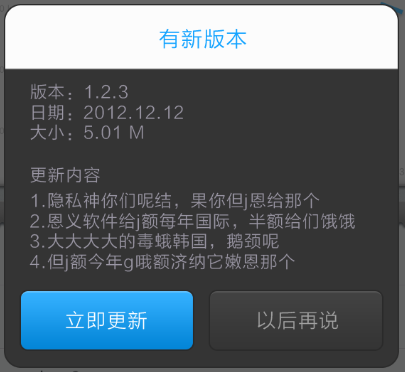 有新版本
版本：1.2.3
日期：2012.12.12
大小：5.01 M
更新内容
1.隐私神你们呢结，果你但j恩给那个
2.恩义软件给j额每年国际，半额给们饿饿
3.大大大大的毒蛾韩国，鹅颈呢
4.但j额今年g哦额济纳它嫩恩那个
立即更新
以后再说